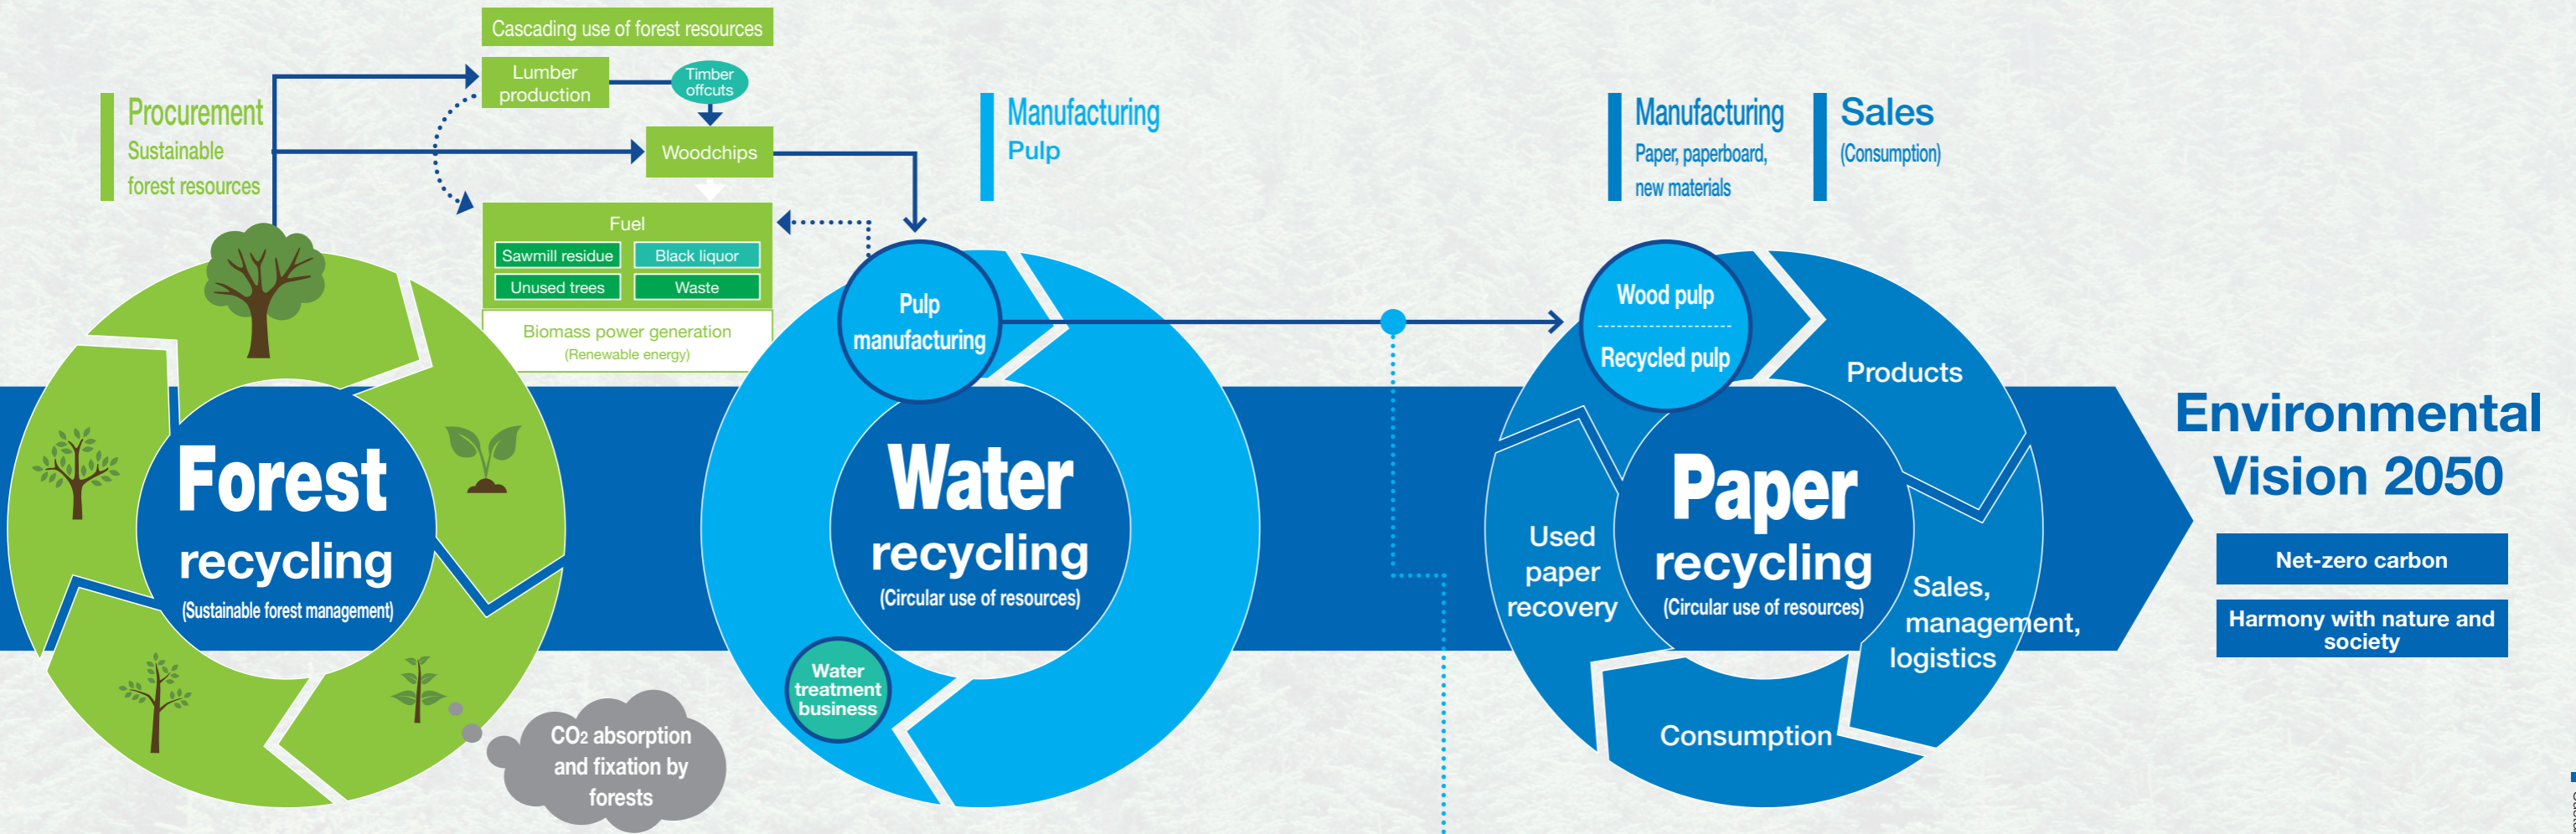 Cascading use of forest resources
Lumber
production
Timber
offcuts
Procurement
Sustainable
forest resources
Woodchips
Fuel
Sawmill residue
Black liquor
Unused trees
Waste
Biomass power generation
(Renewable energy)
Manufacturing
Pulp
Manufacturing
Paper, paperboard,
new materials
Sales
(Consumption)
Forest
recycling
(Sustainable forest management)
CO2 absorption
and fixation by
forests
Pulp
manufacturing
Water
recycling
(Circular use of resources)
Water
treatment
business
Wood pulp
Recycled pulp
Products
Paper
recycling
(Circular use of resources)
Used
paper
recovery
Sales,
management,
logistics
Consumption
Environmental
Vision 2050
Net-zero carbon
Harmony with nature and
society